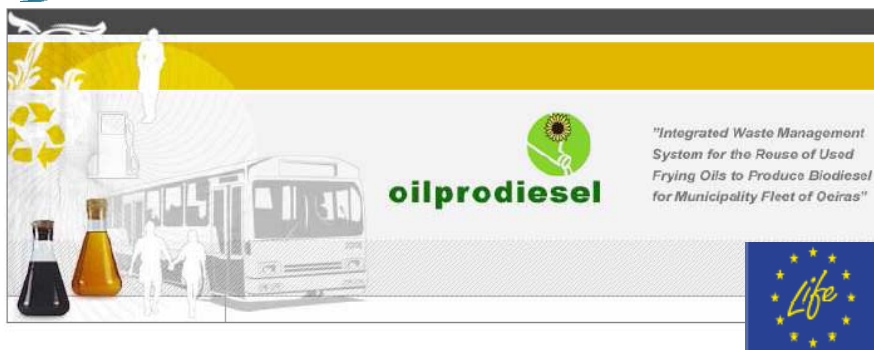 oilprodiesel
"Integrated Waste Management
System for the Reuse of Used
Frying Oils to Produce Biodiesel
for Municipality Fleet of Oeiras"
Life